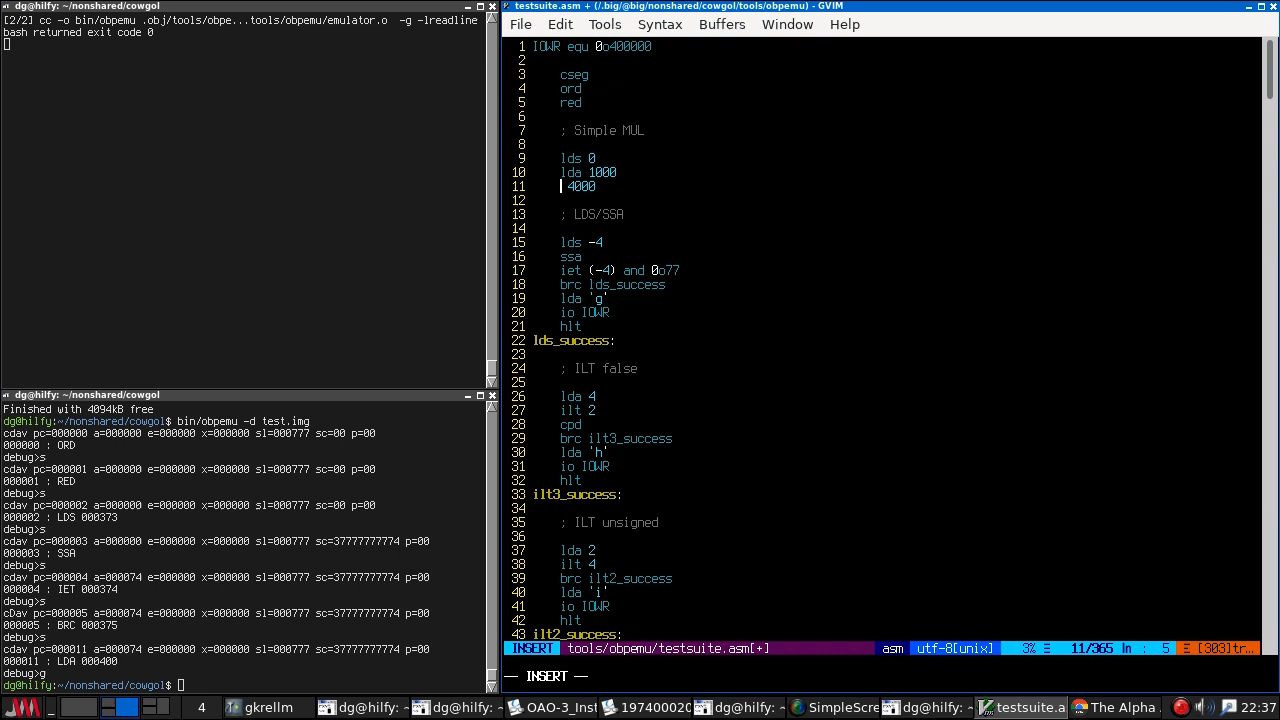 dg@hilfy: ~/nonshared/cowgol
[2/2] cc -o bin/obpemu .obj/tools/obpe...tools/obpemu/emulator.o  -g -lreadline
bash returned exit code 0
dg@hilfy: ~/nonshared/cowgol
Finished with 4094kB free
dg@hilfy:~/nonshared/cowgol$ bin/obpemu -d test.img
cdav pc=000000 a=000000 e=000000 x=000000 sl=000777 sc=00 p=00
000000 : ORD
debug>s
cdav pc=000001 a=000000 e=000000 x=000000 sl=000777 sc=00 p=00
000001 : RED
debug>s
cdav pc=000002 a=000000 e=000000 x=000000 sl=000777 sc=00 p=00
000002 : LDS 000373
debug>s
cdav pc=000003 a=000000 e=000000 x=000000 sl=000777 sc=37777777774 p=00
000003 : SSA
debug>s
cdav pc=000004 a=000074 e=000000 x=000000 sl=000777 sc=37777777774 p=00
000004 : IET 000374
debug>s
cDav pc=000005 a=000074 e=000000 x=000000 sl=000777 sc=37777777774 p=00
000005 : BRC 000375
debug>s
cdav pc=000011 a=000074 e=000000 x=000000 sl=000777 sc=37777777774 p=00
000011 : LDA 000400
debug>g
dg@hilfy:~/nonshared/cowgol$
testsuite.asm + (/.big/@big/nonshared/cowgol/tools/obpemu) - GVIM
File Edit Tools Syntax Buffers Window Help
1 IOWR equ 0o400000
2
3 cseg
4 ord
5 red
6
7 ; Simple MUL
8
9 lds 0
10 lda 1000
11 4000
12
13 ; LDS/SSA
14
15 lds -4
16 ssa
17 iet (-4) and 0o77
18 brc lds_success
19 lda 'g'
20 io IOWR
21 hlt
22 lds_success:
23
24 ; ILT false
25
26 lda 4
27 ilt 2
28 cpd
29 brc ilt3_success
30 lda 'h'
31 io IOWR
32 hlt
33 ilt3_success:
34
35 ; ILT unsigned
36
37 lda 2
38 ilt 4
39 brc ilt2_success
40 lda 'i'
41 io IOWR
42 hlt
43 ilt2_success:
INSERT tools/obpemu/testsuite.asm[+] asm utf-8[unix] 3% Ξ 11/365 ln : 5 Ξ [303]tr…
-- INSERT --
4 gkrellm dg@hilfy: dg@hilfy: OAO-3_Inst 197400020 dg@hilfy: SimpleScre dg@hilfy: testsuite.a The Alpha 22:37